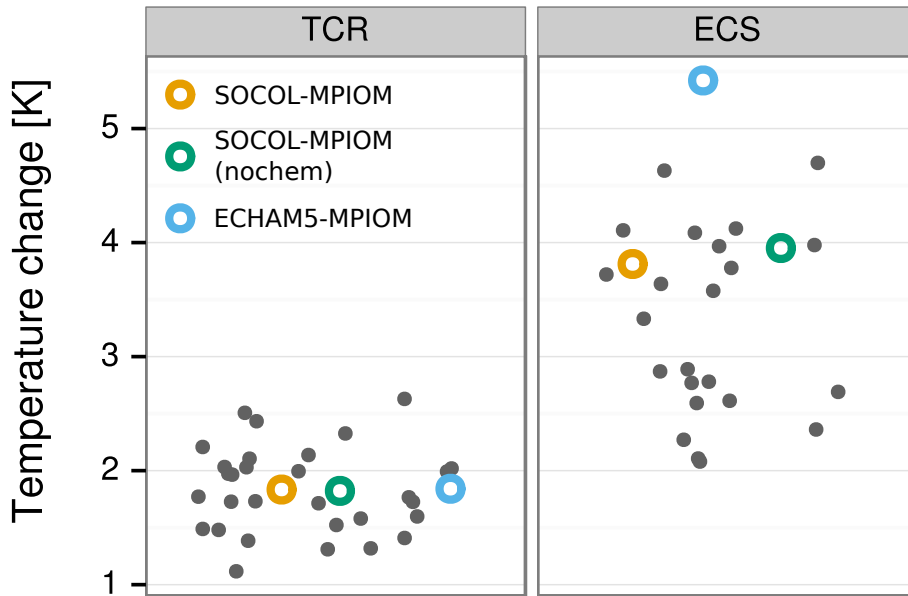 TCR
ECS
Temperature change [K]
5
4
3
2
1
SOCOL-MPIOM
SOCOL-MPIOM
(nochem)
ECHAM5-MPIOM